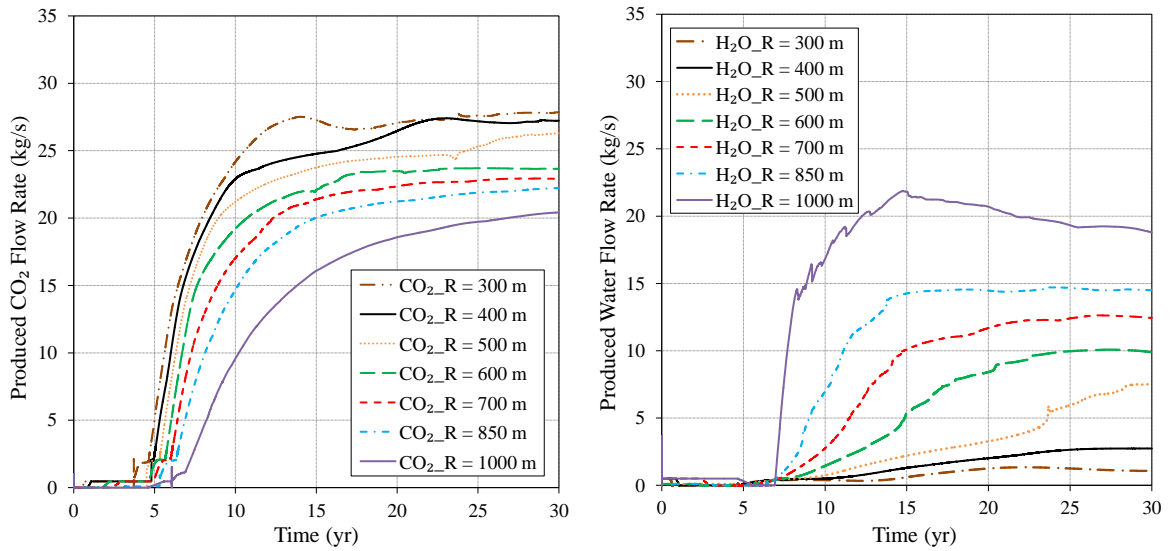 Produced CO₂ Flow Rate (kg/s)
35
30
25
20
15
10
5
0
CO₂_R = 300 m
CO₂_R = 400 m
CO₂_R = 500 m
CO₂_R = 600 m
CO₂_R = 700 m
CO₂_R = 850 m
CO₂_R = 1000 m
0 5 10 15 20 25 30
Time (yr)
Produced Water Flow Rate (kg/s)
35
30
25
20
15
10
5
0
H₂O_R = 300 m
H₂O_R = 400 m
H₂O_R = 500 m
H₂O_R = 600 m
H₂O_R = 700 m
H₂O_R = 850 m
H₂O_R = 1000 m
0 5 10 15 20 25 30
Time (yr)